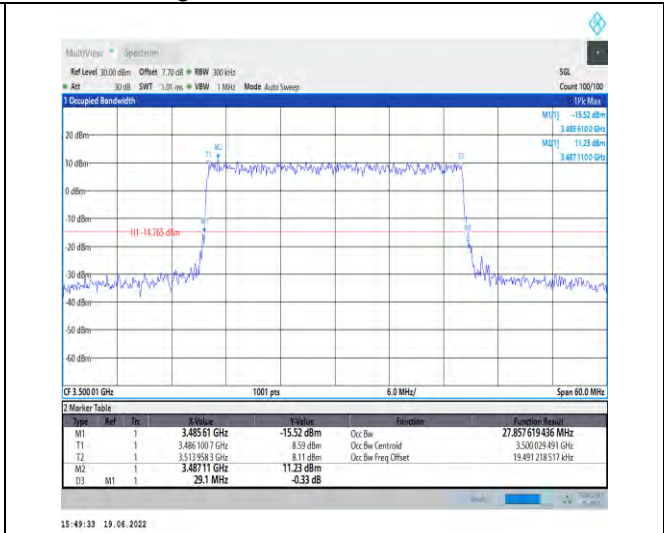 MultiView Spectrum
Ref Level 30.00 dBm Offset 7.70 dB RBW 300 kHz SGL
Att 30 dB SWT 1.01 ms VBW 1 MHz Mode Auto Sweep Count 100/100
1 Occupied Bandwidth 1Pk Max
M1[1] -15.52 dBm
3.485 610 0 GHz
M2[1] 11.23 dBm
3.487 110 0 GHz
20 dBm
M2
T1 T2
10 dBm
0 dBm
-10 dBm
M1
H1 -14.765 dBm
-20 dBm
-30 dBm
-40 dBm
-50 dBm
-60 dBm
CF 3.500 01 GHz 1001 pts 6.0 MHz/ Span 60.0 MHz
2 Marker Table
Type Ref Trc X-Value Y-Value Function Function Result
M1 1 3.485 61 GHz -15.52 dBm Occ Bw 27.857 619 436 MHz
T1 1 3.486 100 7 GHz 8.59 dBm Occ Bw Centroid 3.500 029 491 GHz
T2 1 3.513 958 3 GHz 8.11 dBm Occ Bw Freq Offset 19.491 218 517 kHz
M2 1 3.487 11 GHz 11.23 dBm
D3 M1 1 29.1 MHz -0.33 dB
15:49:33 19.06.2022